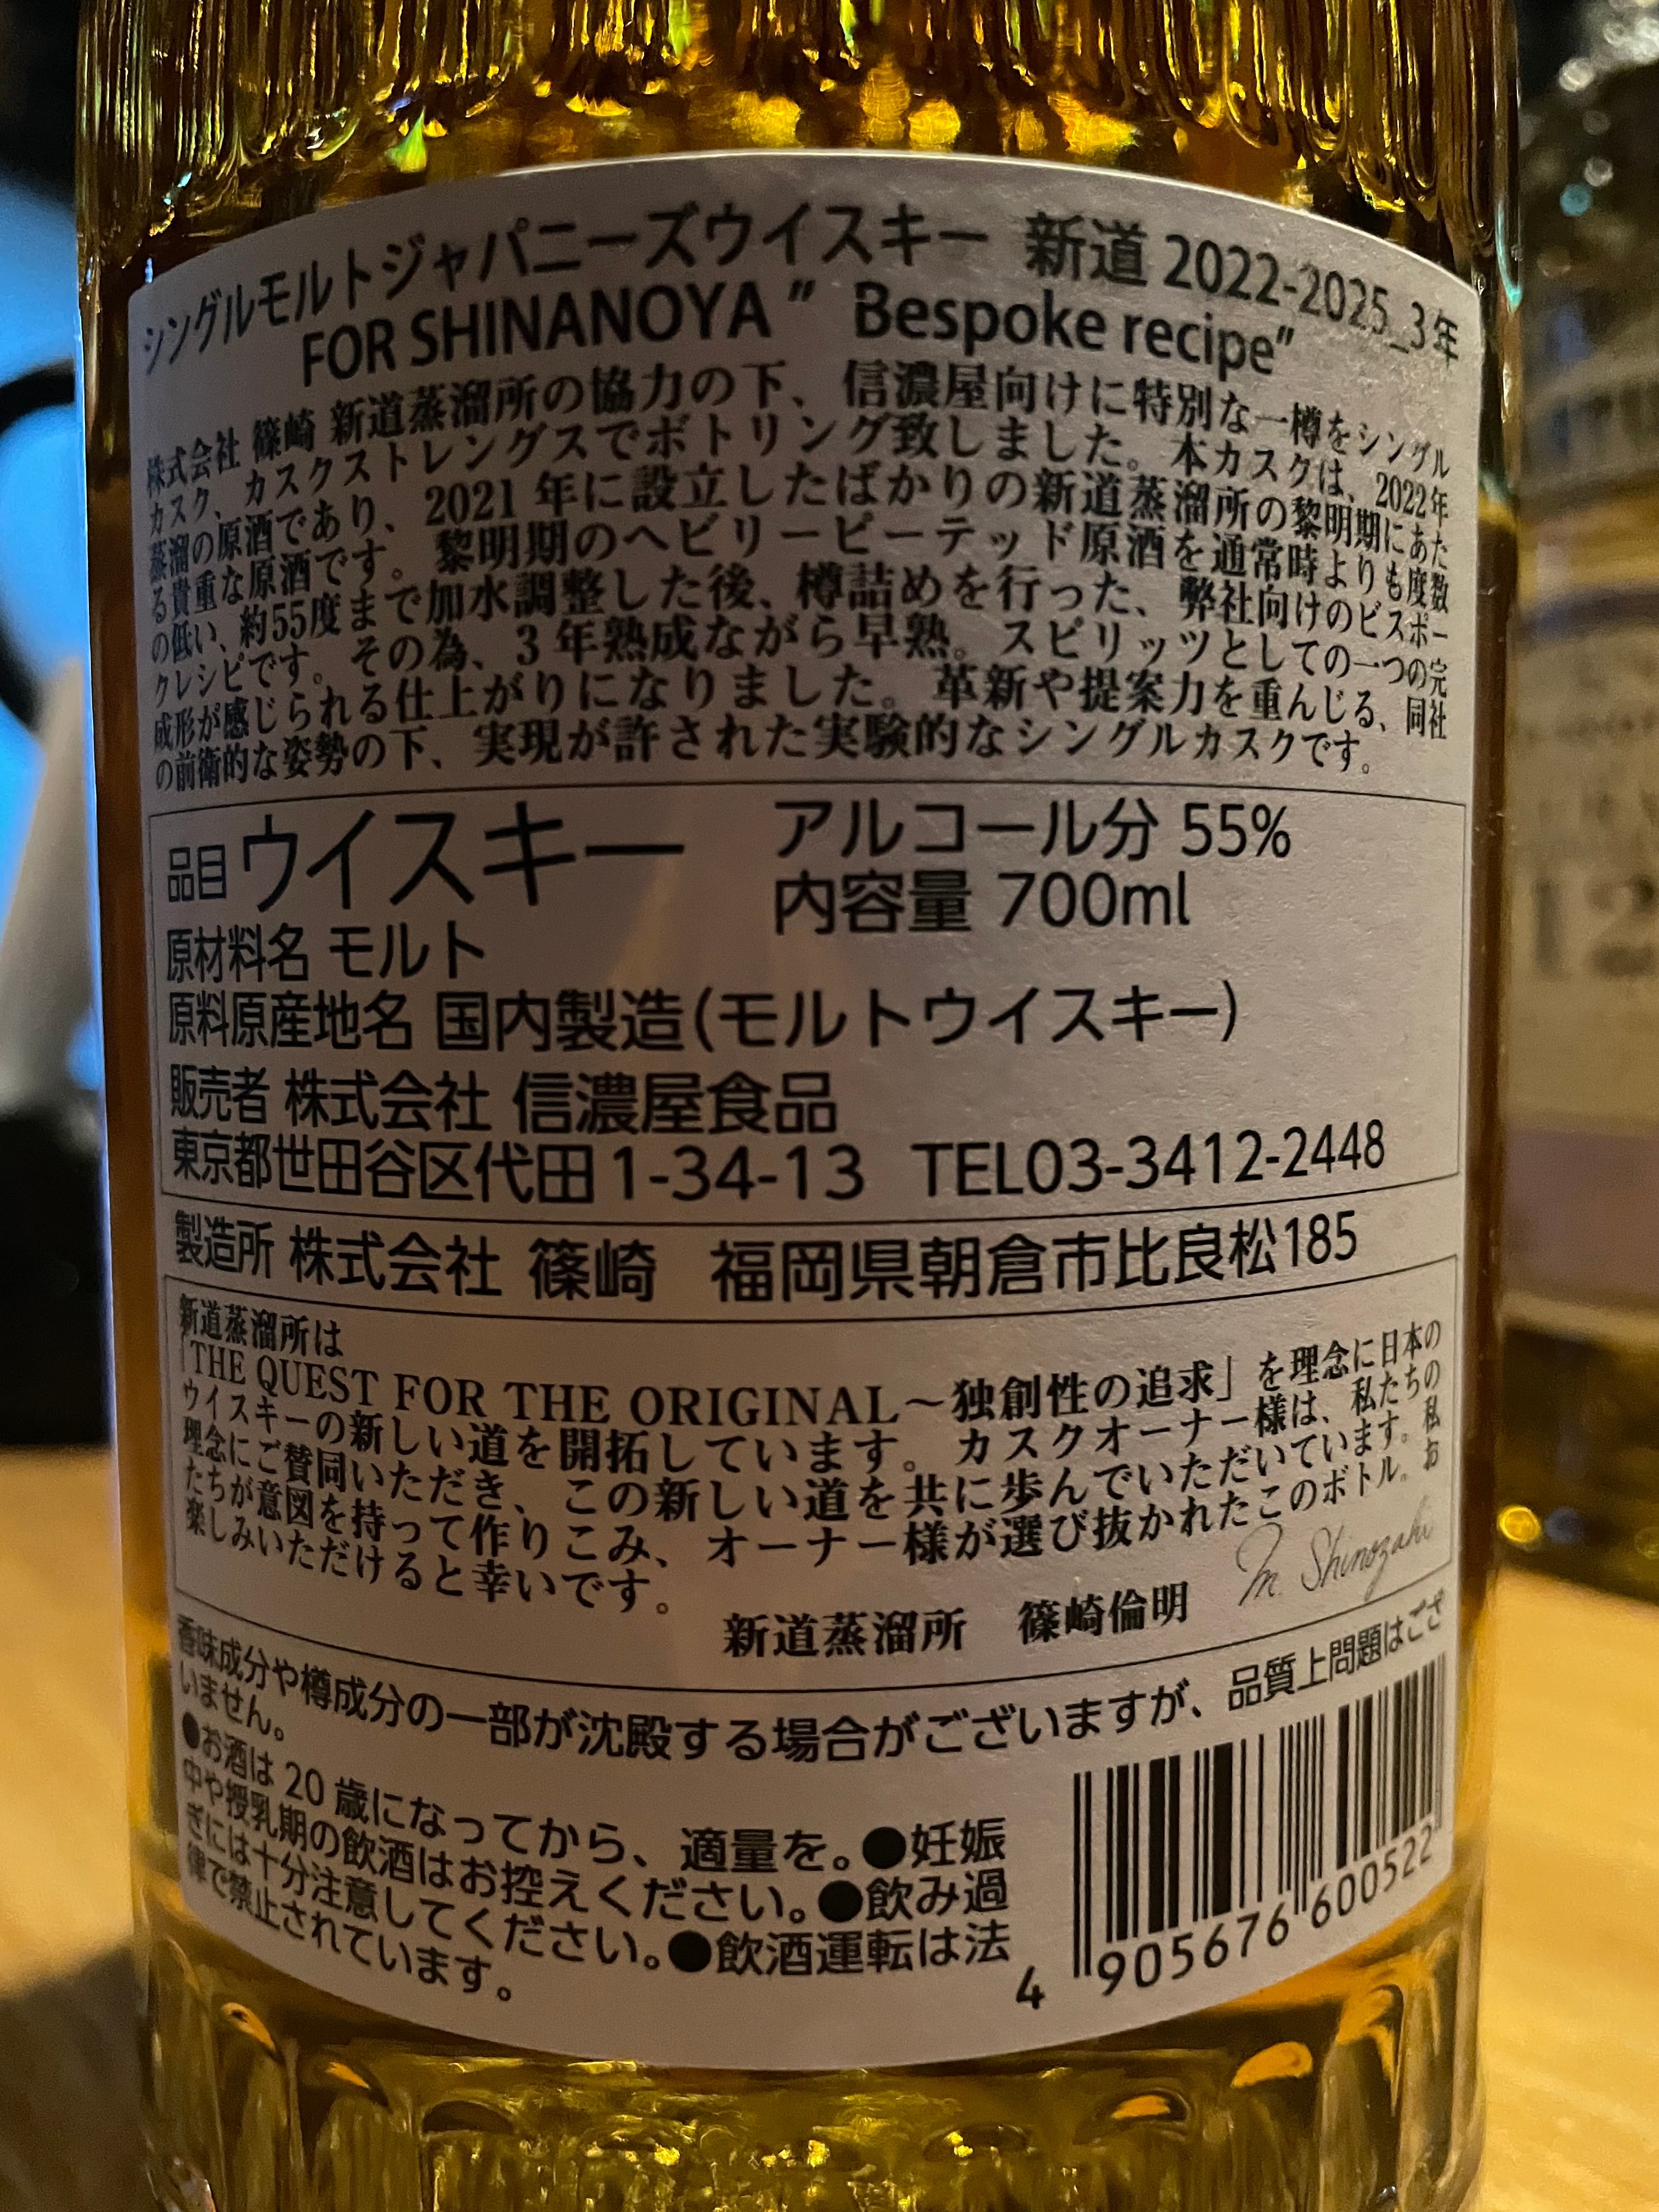 シングルモルトジャパニーズウイスキー 新道 2022-2025_3年
FOR SHINANOYA " Bespoke recipe"
株式会社 篠崎 新道蒸溜所の協力の下、信濃屋向けに特別な一樽をシングル
カスク、カスクストレングスでボトリング致しました。本カスクは、2022年
蒸溜の原酒であり、2021 年に設立したばかりの新道蒸溜所の黎明期にあた
る貴重な原酒です。黎明期のヘビリーピーテッド原酒を通常時よりも度数
の低い、約55度まで加水調整した後、樽詰めを行った、弊社向けのビスポー
クレシピです。その為、3 年熟成ながら早熟。スピリッツとしての一つの完
成形が感じられる仕上がりになりました。革新や提案力を重んじる、同社
の前衛的な姿勢の下、実現が許された実験的なシングルカスクです。
品目 ウイスキー アルコール分 55%
内容量 700ml
原材料名 モルト
原料原産地名 国内製造(モルトウイスキー)
販売者 株式会社 信濃屋食品
東京都世田谷区代田1-34-13 TEL03-3412-2448
製造所 株式会社 篠崎 福岡県朝倉市比良松185
新道蒸溜所は
「THE QUEST FOR THE ORIGINAL～独創性の追求」を理念に日本の
ウイスキーの新しい道を開拓しています。カスクオーナー様は、私たちの
理念にご賛同いただき、この新しい道を共に歩んでいただいています。私
たちが意図を持って作りこみ、オーナー様が選び抜かれたこのボトル。お
楽しみいただけると幸いです。
新道蒸溜所 篠崎倫明 M. Shinozaki
香味成分や樽成分の一部が沈殿する場合がございますが、品質上問題はござ
いません。
●お酒は 20 歳になってから、適量を。●妊娠
中や授乳期の飲酒はお控えください。●飲み過
ぎには十分注意してください。●飲酒運転は法
律で禁止されています。
4 905676 600522
12